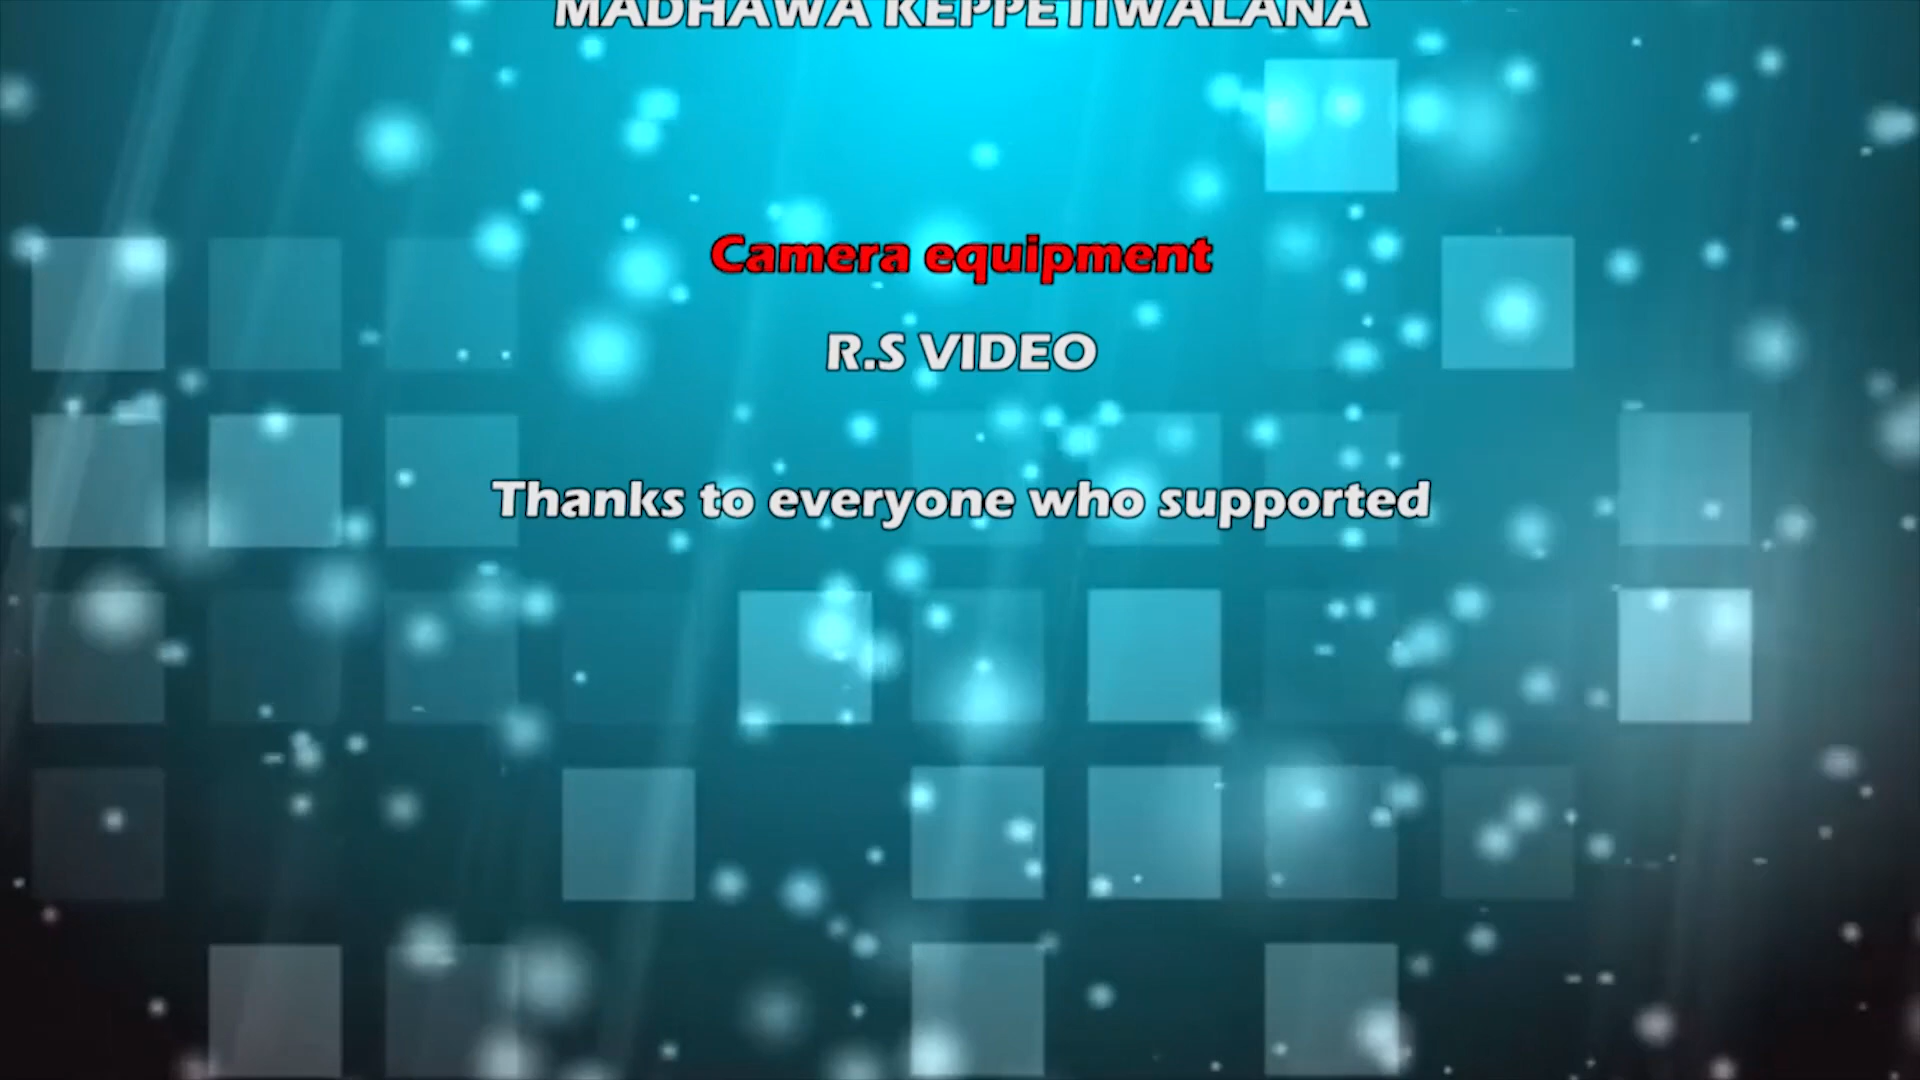 MADHAWA KEPPETIWALANA
Camera equipment
R.S VIDEO
Thanks to everyone who supported